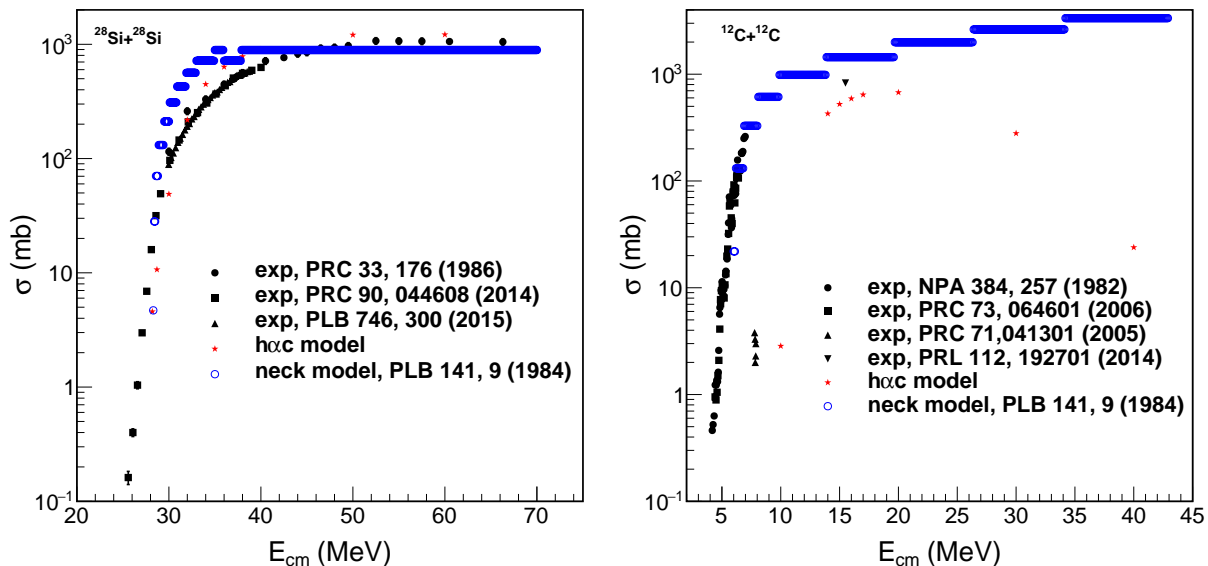 ²⁸Si+²⁸Si
σ (mb)
10³
10²
10
1
10⁻¹
exp, PRC 33, 176 (1986)
exp, PRC 90, 044608 (2014)
exp, PLB 746, 300 (2015)
hαc model
neck model, PLB 141, 9 (1984)
20 30 40 50 60 70 80
E_cm (MeV)
¹²C+¹²C
σ (mb)
10³
10²
10
1
10⁻¹
exp, NPA 384, 257 (1982)
exp, PRC 73, 064601 (2006)
exp, PRC 71,041301 (2005)
exp, PRL 112, 192701 (2014)
hαc model
neck model, PLB 141, 9 (1984)
5 10 15 20 25 30 35 40 45
E_cm (MeV)